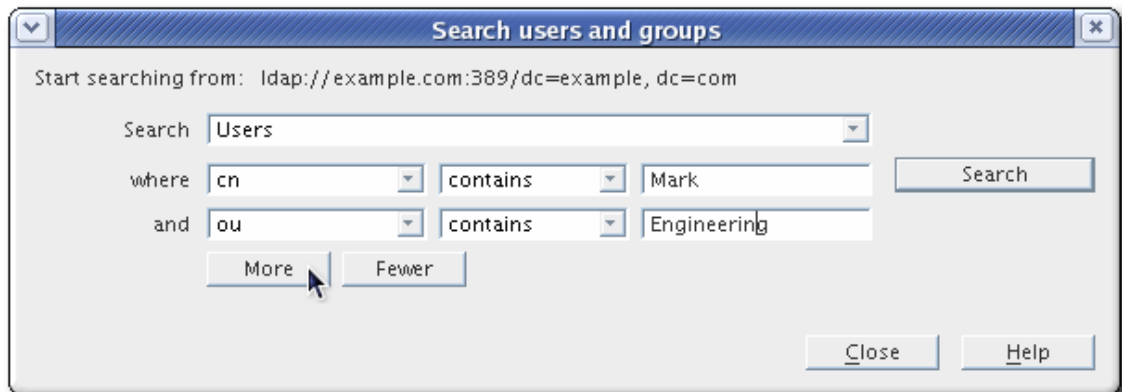 Search users and groups
Start searching from: ldap://example.com:389/dc=example, dc=com
Search Users
where cn contains Mark Search
and ou contains Engineering
More Fewer
Close Help